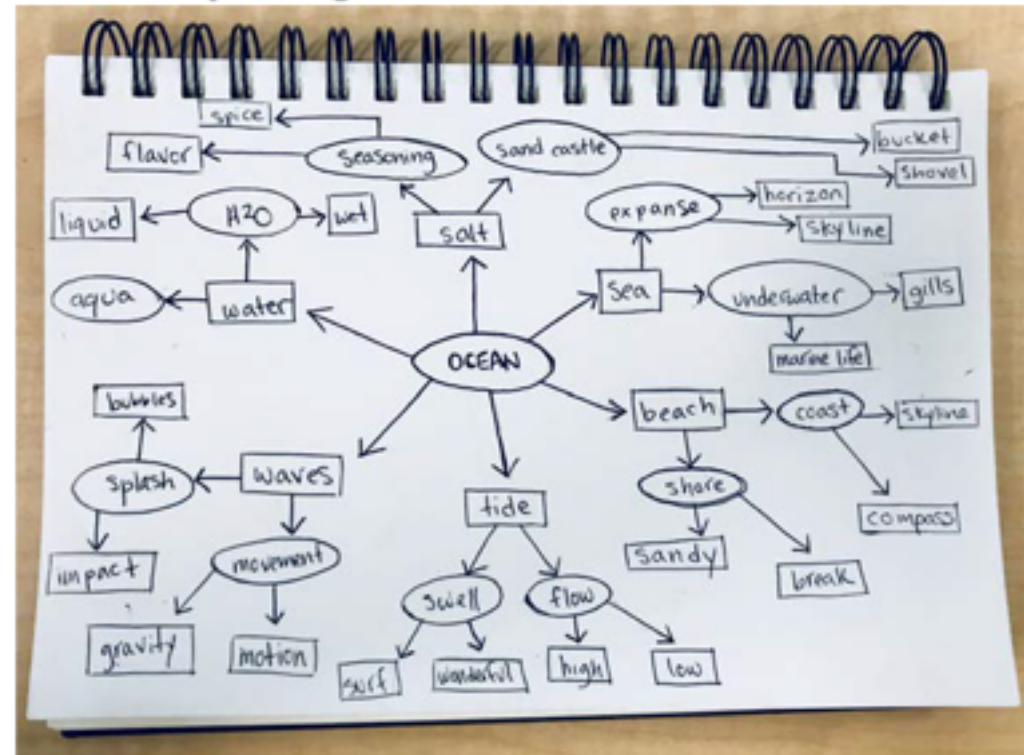 spice
bucket
flavor
seasoning
sand castle
shovel
horizon
liquid
H2O
wet
salt
expanse
skyline
aqua
water
sea
underwater
gills
OCEAN
marine life
bubbles
beach
coast
skyline
splash
waves
tide
shore
compass
impact
movement
sandy
break
swell
flow
gravity
motion
surf
wonderful
high
low